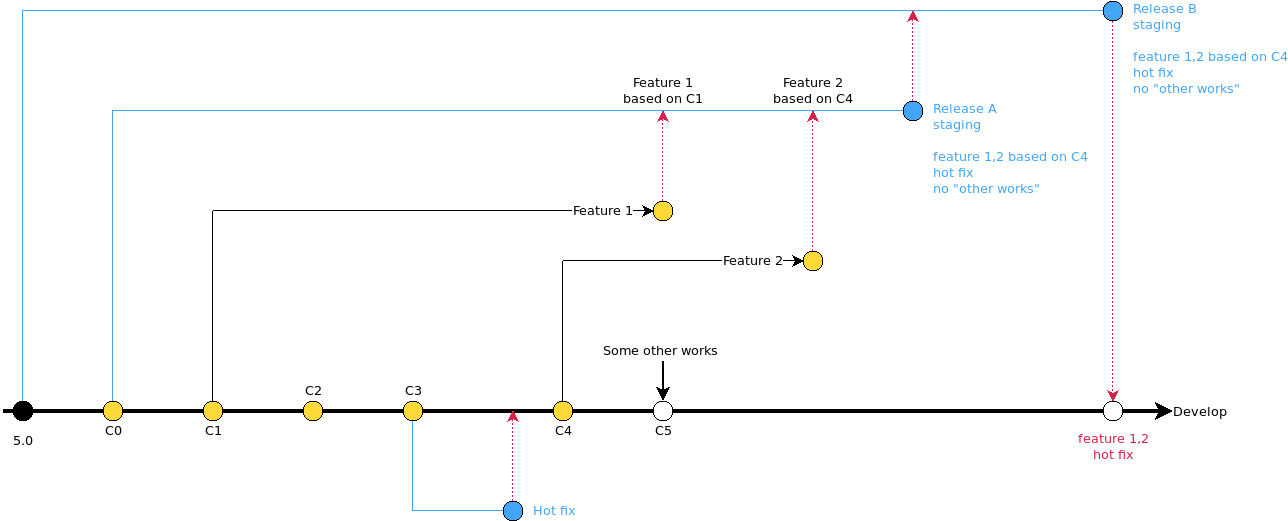 Release B
staging
feature 1,2 based on C4
hot fix
no "other works"
Feature 1
based on C1
Feature 2
based on C4
Release A
staging
feature 1,2 based on C4
hot fix
no "other works"
Feature 1
Feature 2
Some other works
C2
C3
5.0
C0
C1
C4
C5
Develop
feature 1,2
hot fix
Hot fix